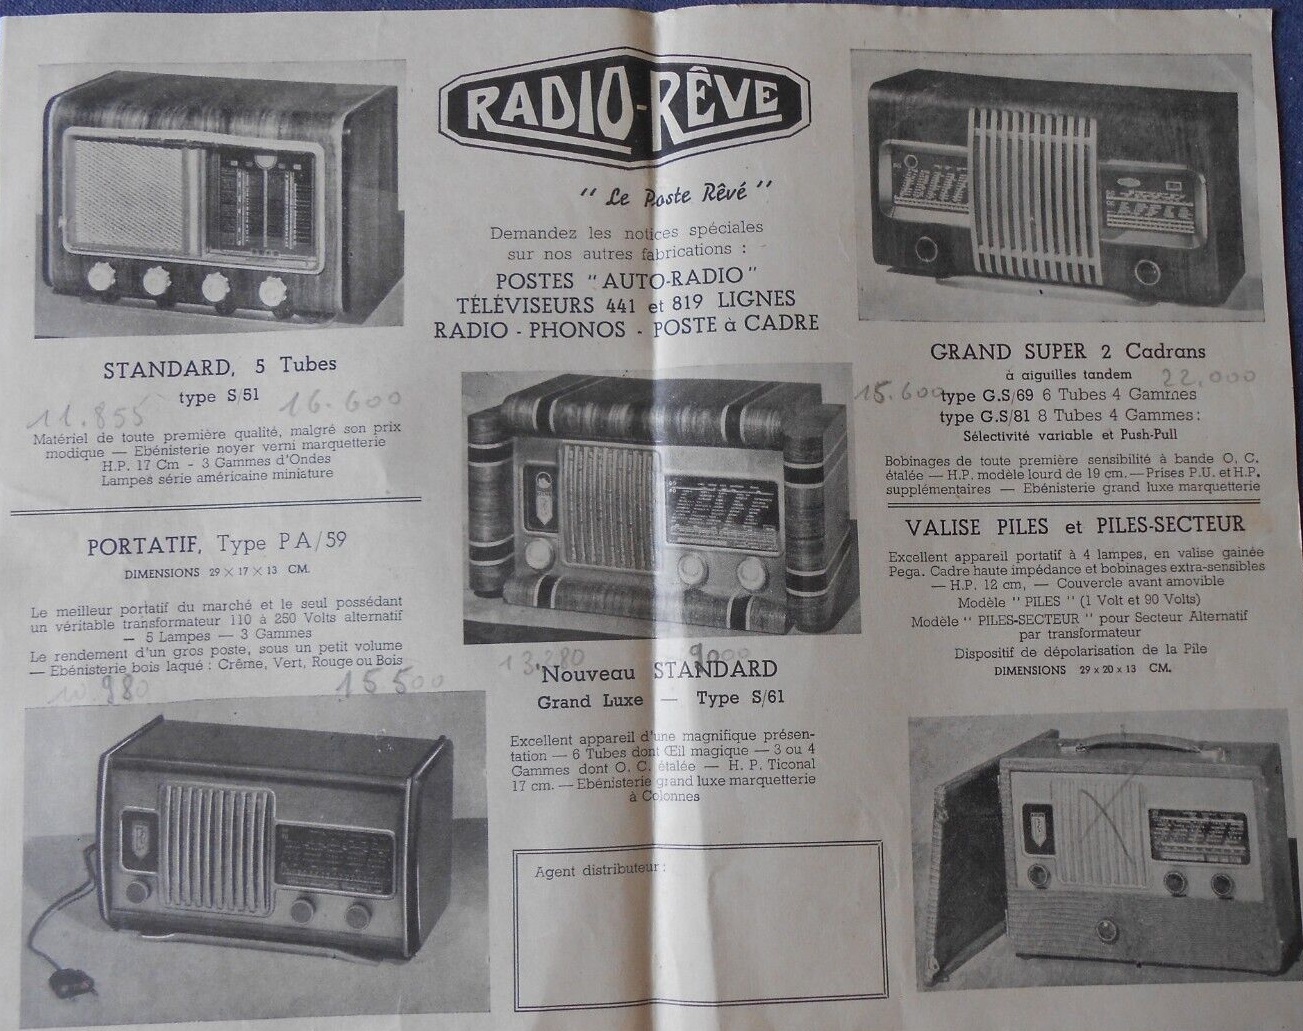 RADIO-RÊVE
" Le Poste Rêvé "
Demandez les notices spéciales
sur nos autres fabrications :
POSTES " AUTO-RADIO "
TÉLÉVISEURS 441 et 819 LIGNES
RADIO - PHONOS - POSTE à CADRE
STANDARD, 5 Tubes
type S/51
11.855 16.600
Matériel de toute première qualité, malgré son prix
modique — Ebénisterie noyer verni marquetterie
H.P. 17 Cm - 3 Gammes d'Ondes
Lampes série américaine miniature
PORTATIF, Type PA/59
DIMENSIONS 29 × 17 × 13 CM.
Le meilleur portatif du marché et le seul possédant
un véritable transformateur 110 à 250 Volts alternatif
— 5 Lampes — 3 Gammes
Le rendement d'un gros poste, sous un petit volume
— Ebénisterie bois laqué : Crême, Vert, Rouge ou Bois
10.980 15500
13.280
'Nouveau STANDARD
Grand Luxe — Type S/61
Excellent appareil d'une magnifique présen-
tation — 6 Tubes dont Œil magique — 3 ou 4
Gammes dont O. C. étalée — H. P. Ticonal
17 cm. — Ebénisterie grand luxe marquetterie
à Colonnes
Agent distributeur :
GRAND SUPER 2 Cadrans
à aiguilles tandem
15.600 22.000
type G.S/69 6 Tubes 4 Gammes
type G.S/81 8 Tubes 4 Gammes :
Sélectivité variable et Push-Pull
Bobinages de toute première sensibilité à bande O. C.
étalée — H.P. modèle lourd de 19 cm. — Prises P.U. et H.P.
supplémentaires — Ebénisterie grand luxe marquetterie
VALISE PILES et PILES-SECTEUR
Excellent appareil portatif à 4 lampes, en valise gainée
Pega. Cadre haute impédance et bobinages extra-sensibles
— H.P. 12 cm, — Couvercle avant amovible
Modèle " PILES " (1 Volt et 90 Volts)
Modèle " PILES-SECTEUR " pour Secteur Alternatif
par transformateur
Dispositif de dépolarisation de la Pile
DIMENSIONS 29 x 20 x 13 CM.